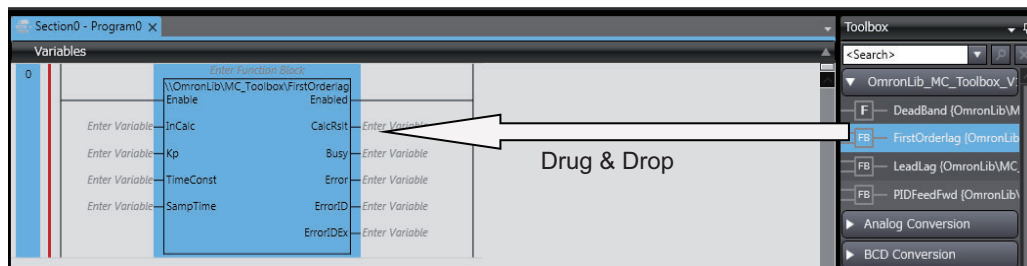 Section0 - Program0 ×
Toolbox
Variables
<Search>
0
Enter Function Block
\\OmronLib\MC_Toolbox\FirstOrderlag
Enable Enabled
Enter Variable InCalc CalcRslt Enter Variable
Enter Variable Kp Busy Enter Variable
Enter Variable TimeConst Error Enter Variable
Enter Variable SampTime ErrorID Enter Variable
ErrorIDEx Enter Variable
Drug & Drop
OmronLib_MC_Toolbox_V
F DeadBand {OmronLib\M
FB FirstOrderlag {OmronLib
FB LeadLag {OmronLib\MC_
FB PIDFeedFwd {OmronLib\
Analog Conversion
BCD Conversion